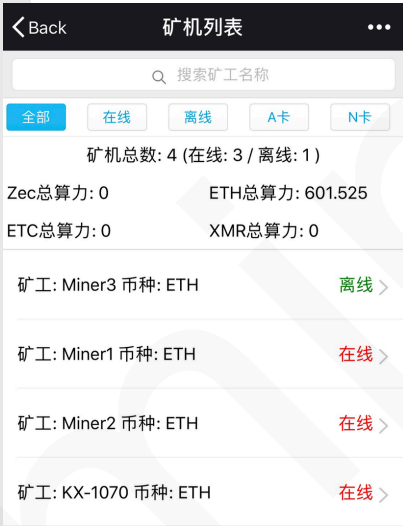 Back 矿机列表
搜索矿工名称
全部 在线 离线 A卡 N卡
矿机总数: 4 (在线: 3 / 离线: 1 )
Zec总算力: 0 ETH总算力: 601.525
ETC总算力: 0 XMR总算力: 0
矿工: Miner3 币种: ETH 离线
矿工: Miner1 币种: ETH 在线
矿工: Miner2 币种: ETH 在线
矿工: KX-1070 币种: ETH 在线